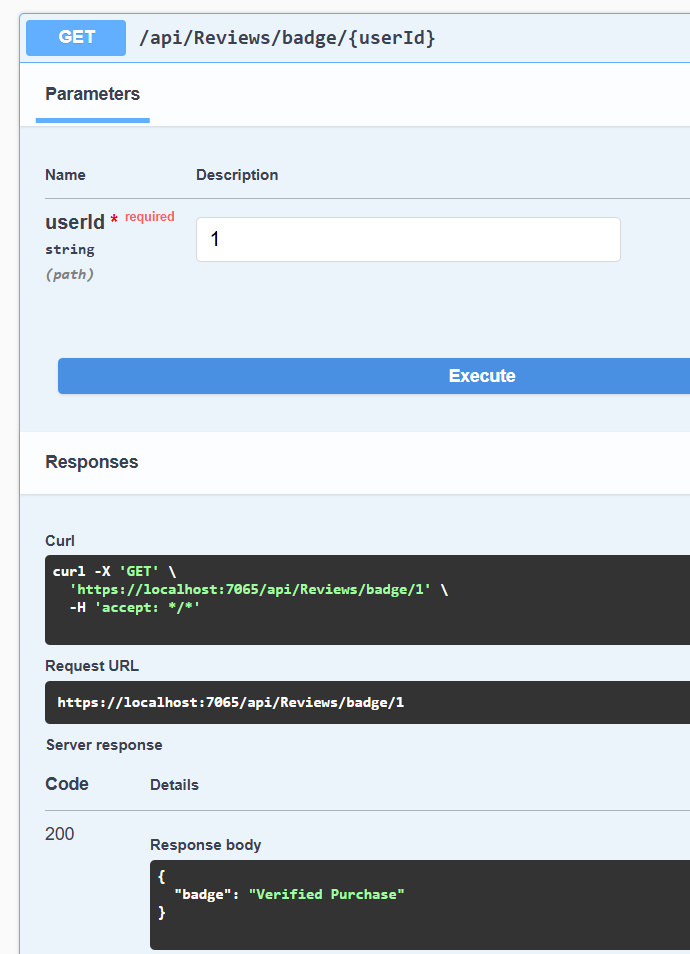 GET /api/Reviews/badge/{userId}
Parameters
Name Description
userId * required
string
(path)
1
Execute
Responses
Curl
curl -X 'GET' \
  'https://localhost:7065/api/Reviews/badge/1' \
  -H 'accept: */*'
Request URL
https://localhost:7065/api/Reviews/badge/1
Server response
Code Details
200
Response body
{
  "badge": "Verified Purchase"
}